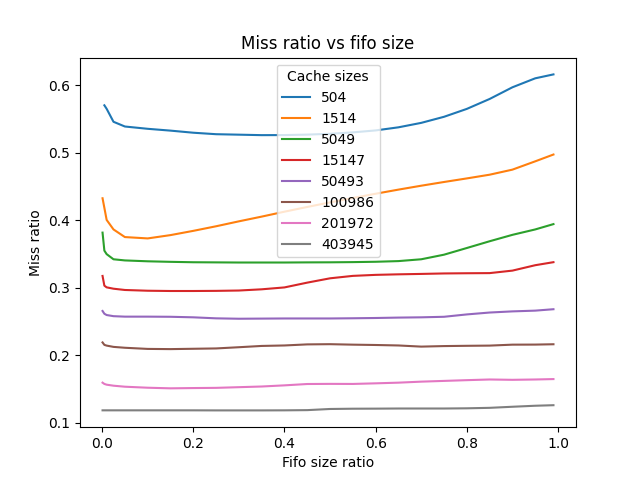 Miss ratio vs fifo size
Cache sizes
504
1514
5049
15147
50493
100986
201972
403945
Miss ratio
0.6
0.5
0.4
0.3
0.2
0.1
0.0 0.2 0.4 0.6 0.8 1.0
Fifo size ratio